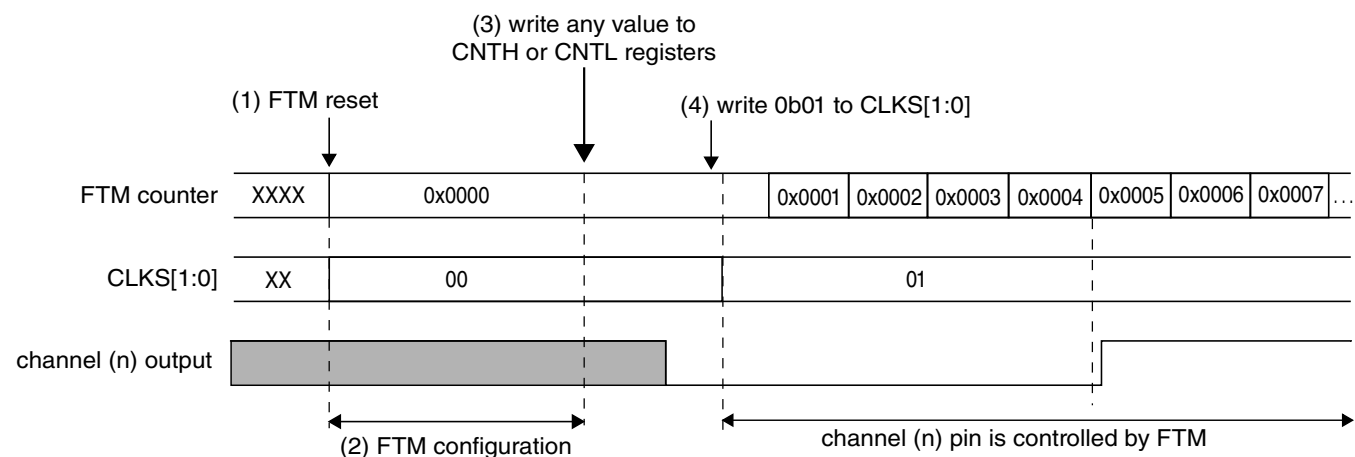 (3) write any value to
CNTH or CNTL registers
(1) FTM reset
(4) write 0b01 to CLKS[1:0]
FTM counter XXXX 0x0000 0x0001 0x0002 0x0003 0x0004 0x0005 0x0006 0x0007 ...
CLKS[1:0] XX 00 01
channel (n) output
(2) FTM configuration
channel (n) pin is controlled by FTM